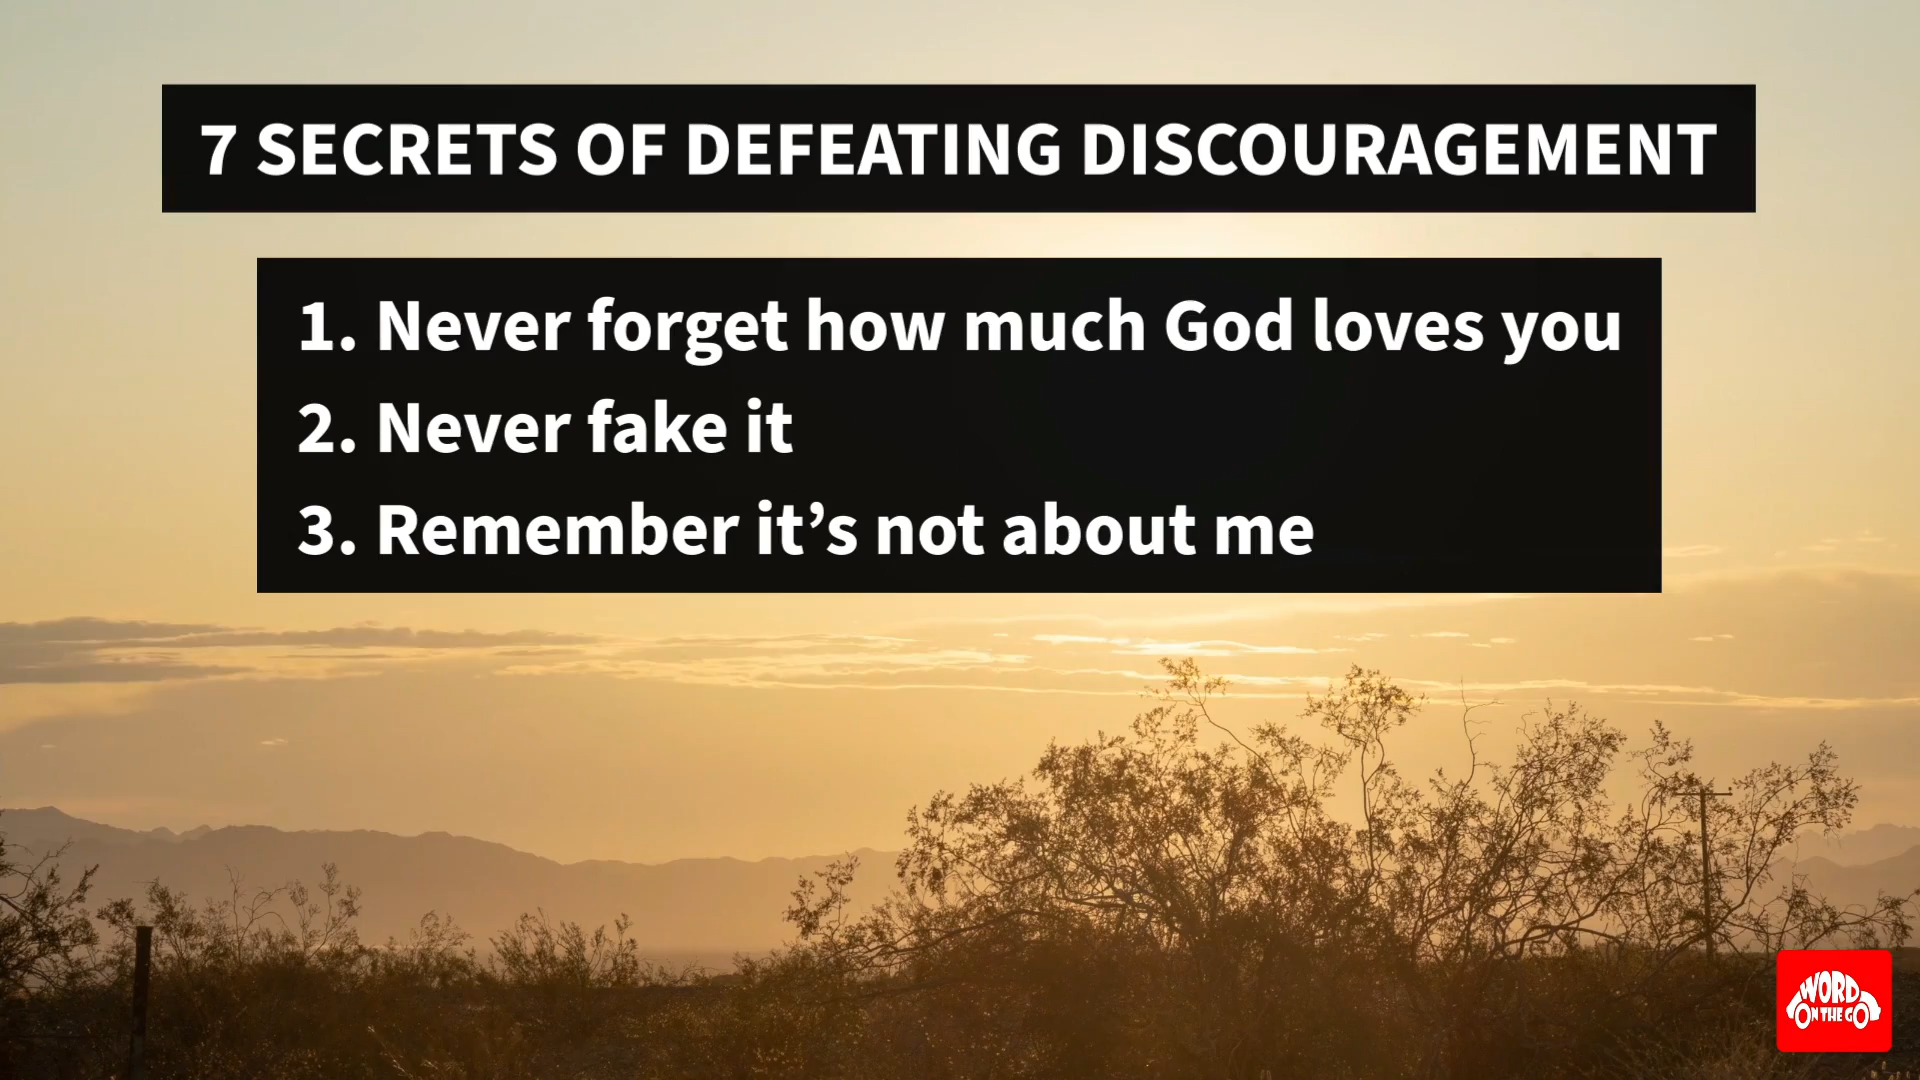 7 SECRETS OF DEFEATING DISCOURAGEMENT
1. Never forget how much God loves you
2. Never fake it
3. Remember it’s not about me
WORD
ON THE GO